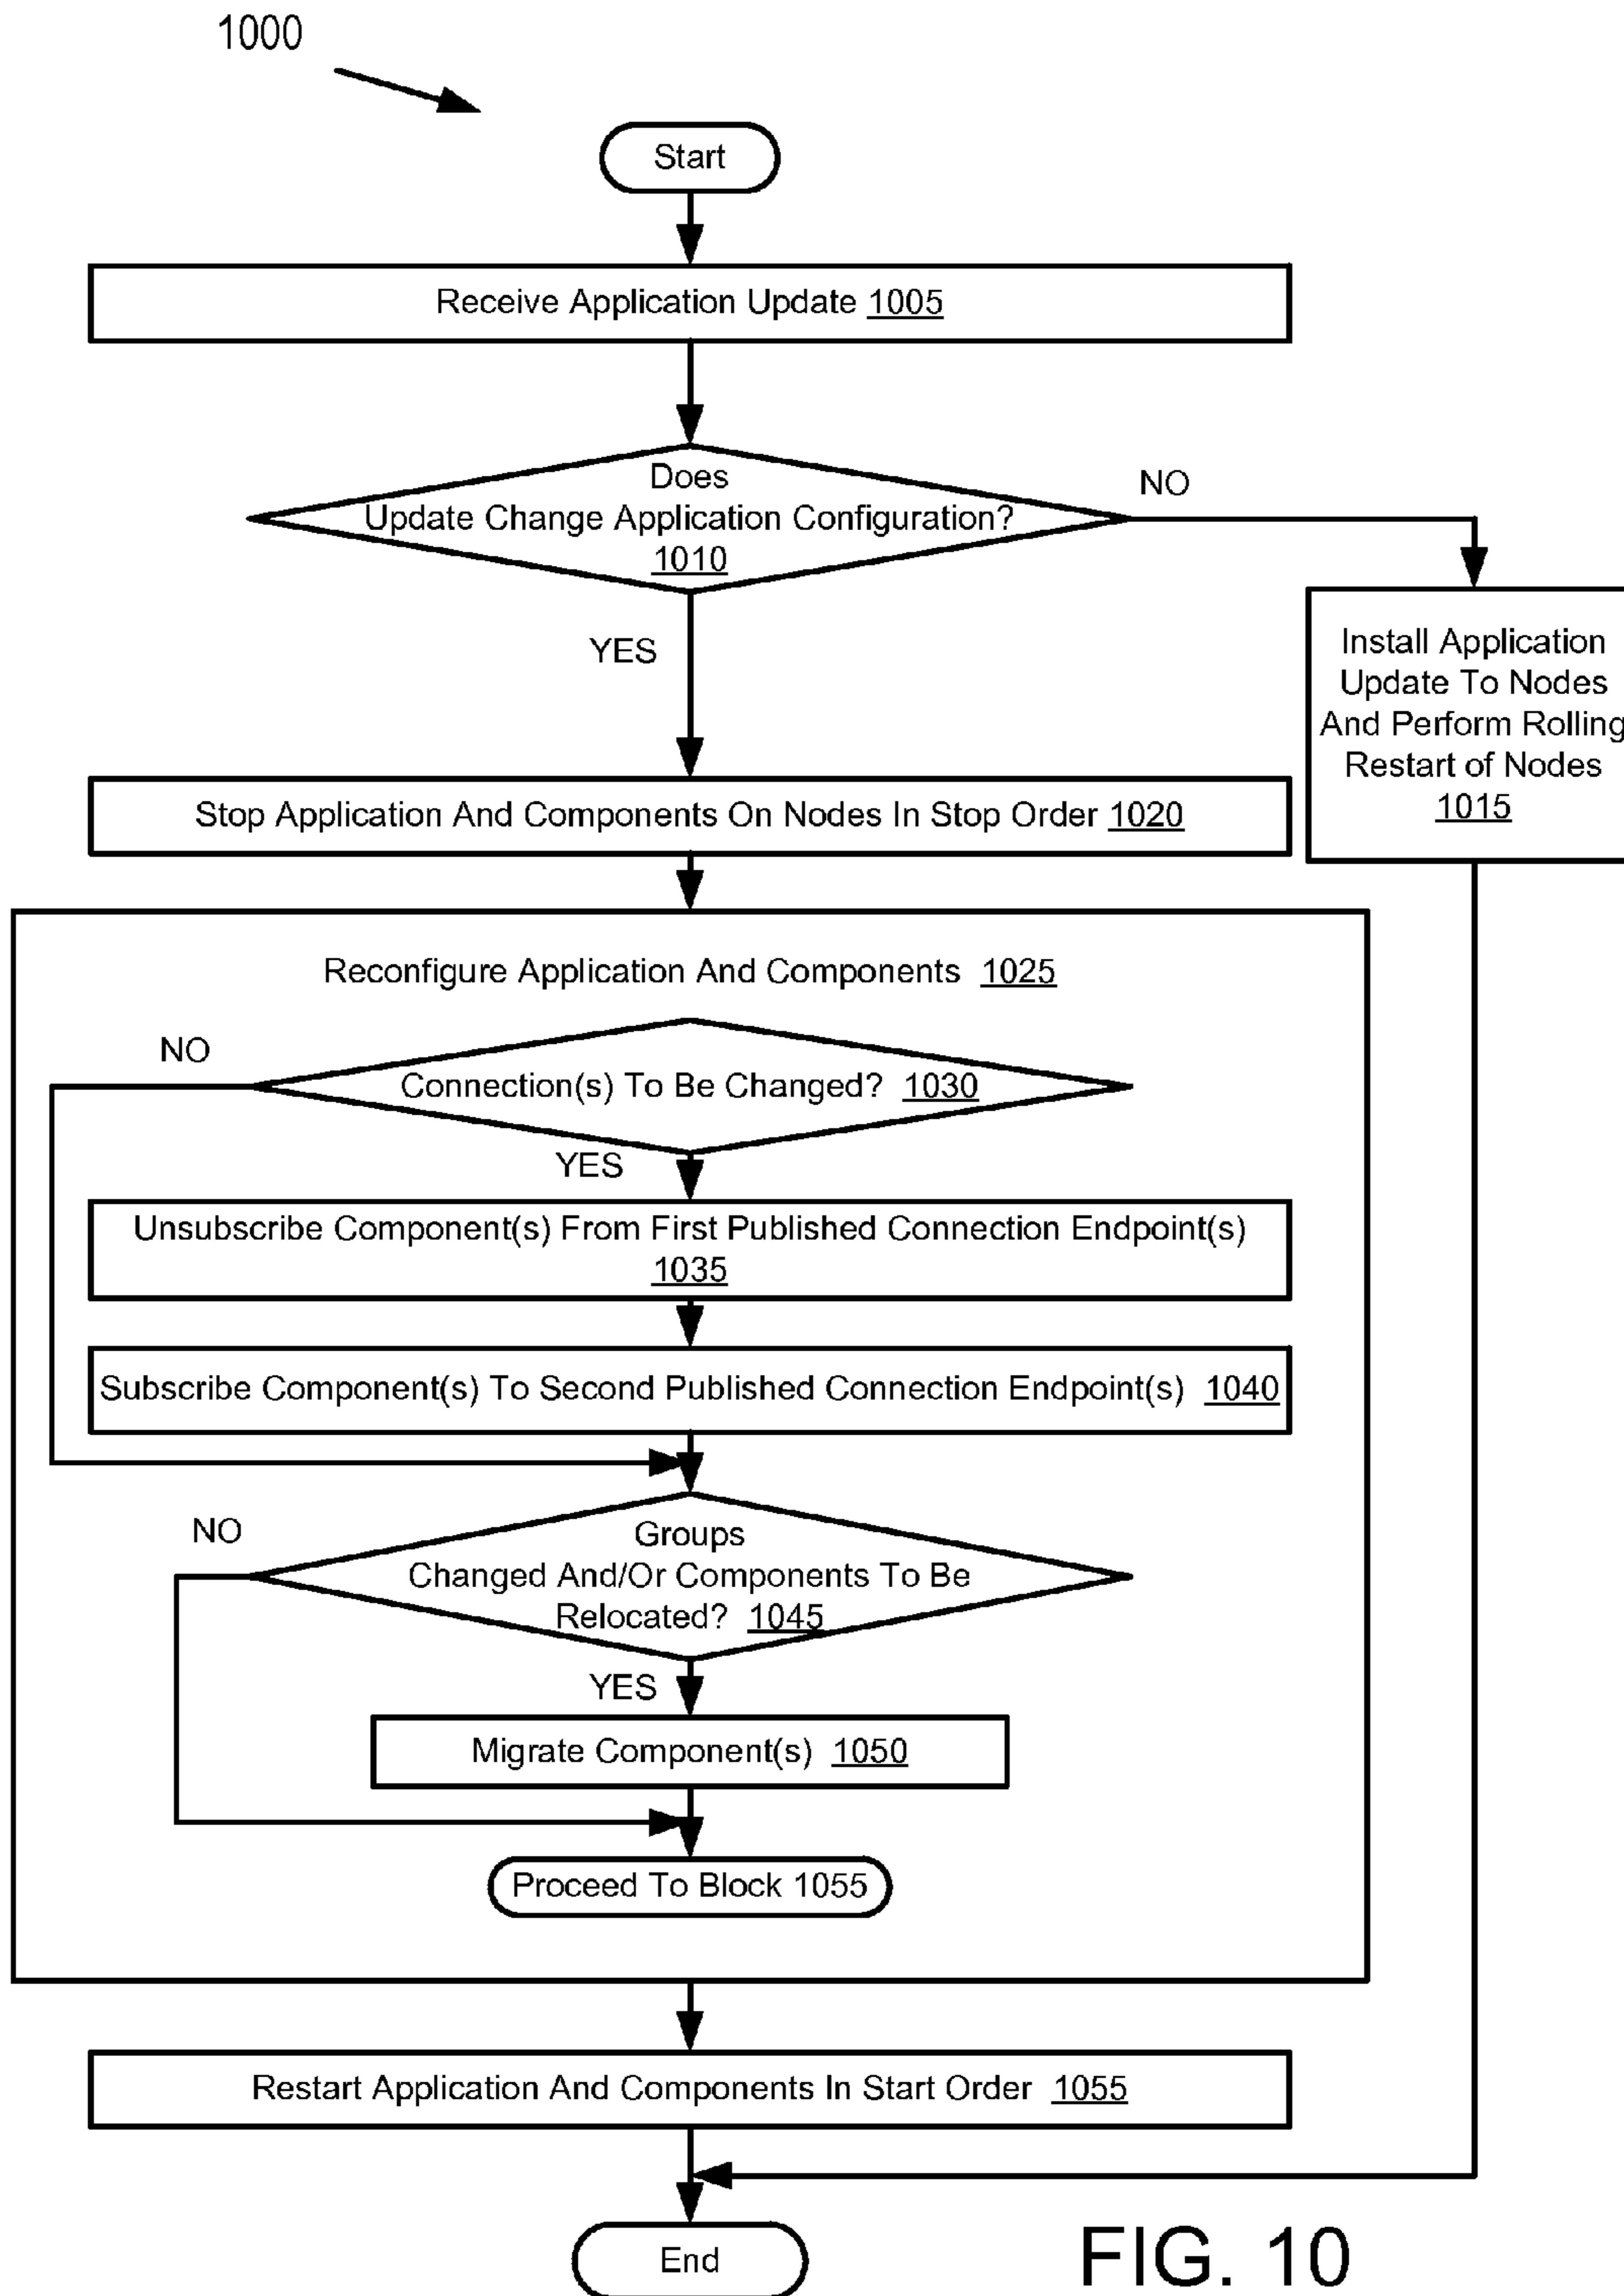 1000
Start
Receive Application Update 1005
Does
Update Change Application Configuration?
1010
NO
YES
Install Application
Update To Nodes
And Perform Rolling
Restart of Nodes
1015
Stop Application And Components On Nodes In Stop Order 1020
Reconfigure Application And Components 1025
NO
Connection(s) To Be Changed? 1030
YES
Unsubscribe Component(s) From First Published Connection Endpoint(s)
1035
Subscribe Component(s) To Second Published Connection Endpoint(s) 1040
NO
Groups
Changed And/Or Components To Be
Relocated? 1045
YES
Migrate Component(s) 1050
Proceed To Block 1055
Restart Application And Components In Start Order 1055
End
FIG. 10